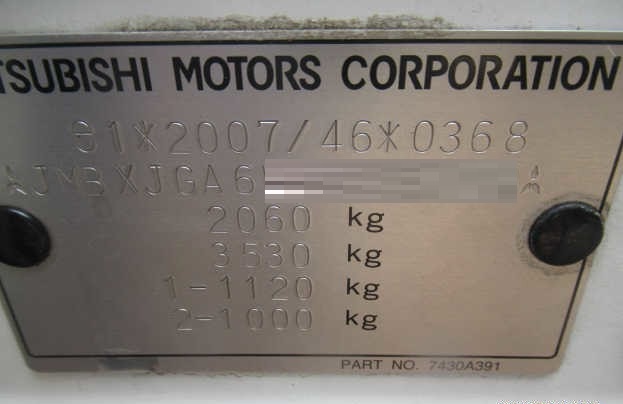 TSUBISHI MOTORS CORPORATION
e1*2007/46*0368
*JMBXJGA6
2060 kg
3530 kg
1-1120 kg
2-1000 kg
PART NO. 7430A391